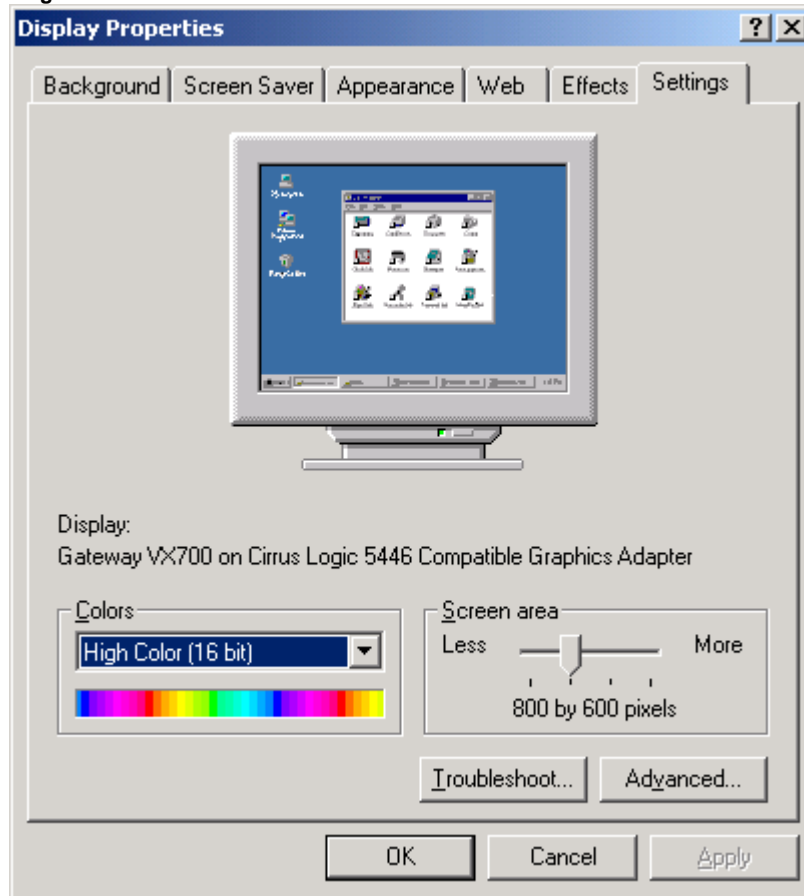 Display Properties
Background Screen Saver Appearance Web Effects Settings
Display:
Gateway VX700 on Cirrus Logic 5446 Compatible Graphics Adapter
Colors
High Color (16 bit)
Screen area
Less More
800 by 600 pixels
Troubleshoot... Advanced...
OK Cancel Apply